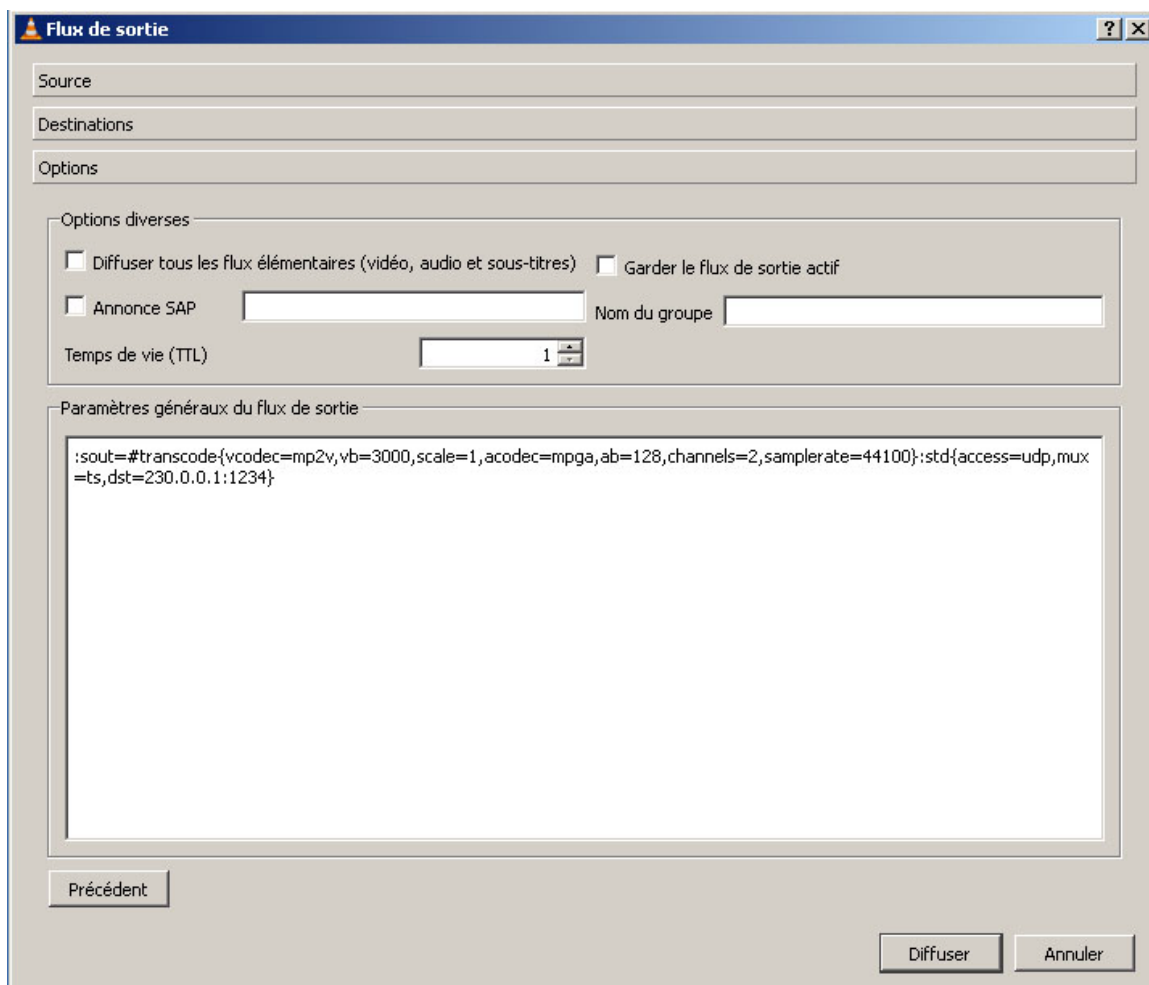 Flux de sortie
Source
Destinations
Options
Options diverses
Diffuser tous les flux élémentaires (vidéo, audio et sous-titres)
Garder le flux de sortie actif
Annonce SAP
Nom du groupe
Temps de vie (TTL)
1
Paramètres généraux du flux de sortie
:sout=#transcode{vcodec=mp2v,vb=3000,scale=1,acodec=mpga,ab=128,channels=2,samplerate=44100}:std{access=udp,mux
=ts,dst=230.0.0.1:1234}
Précédent
Diffuser
Annuler